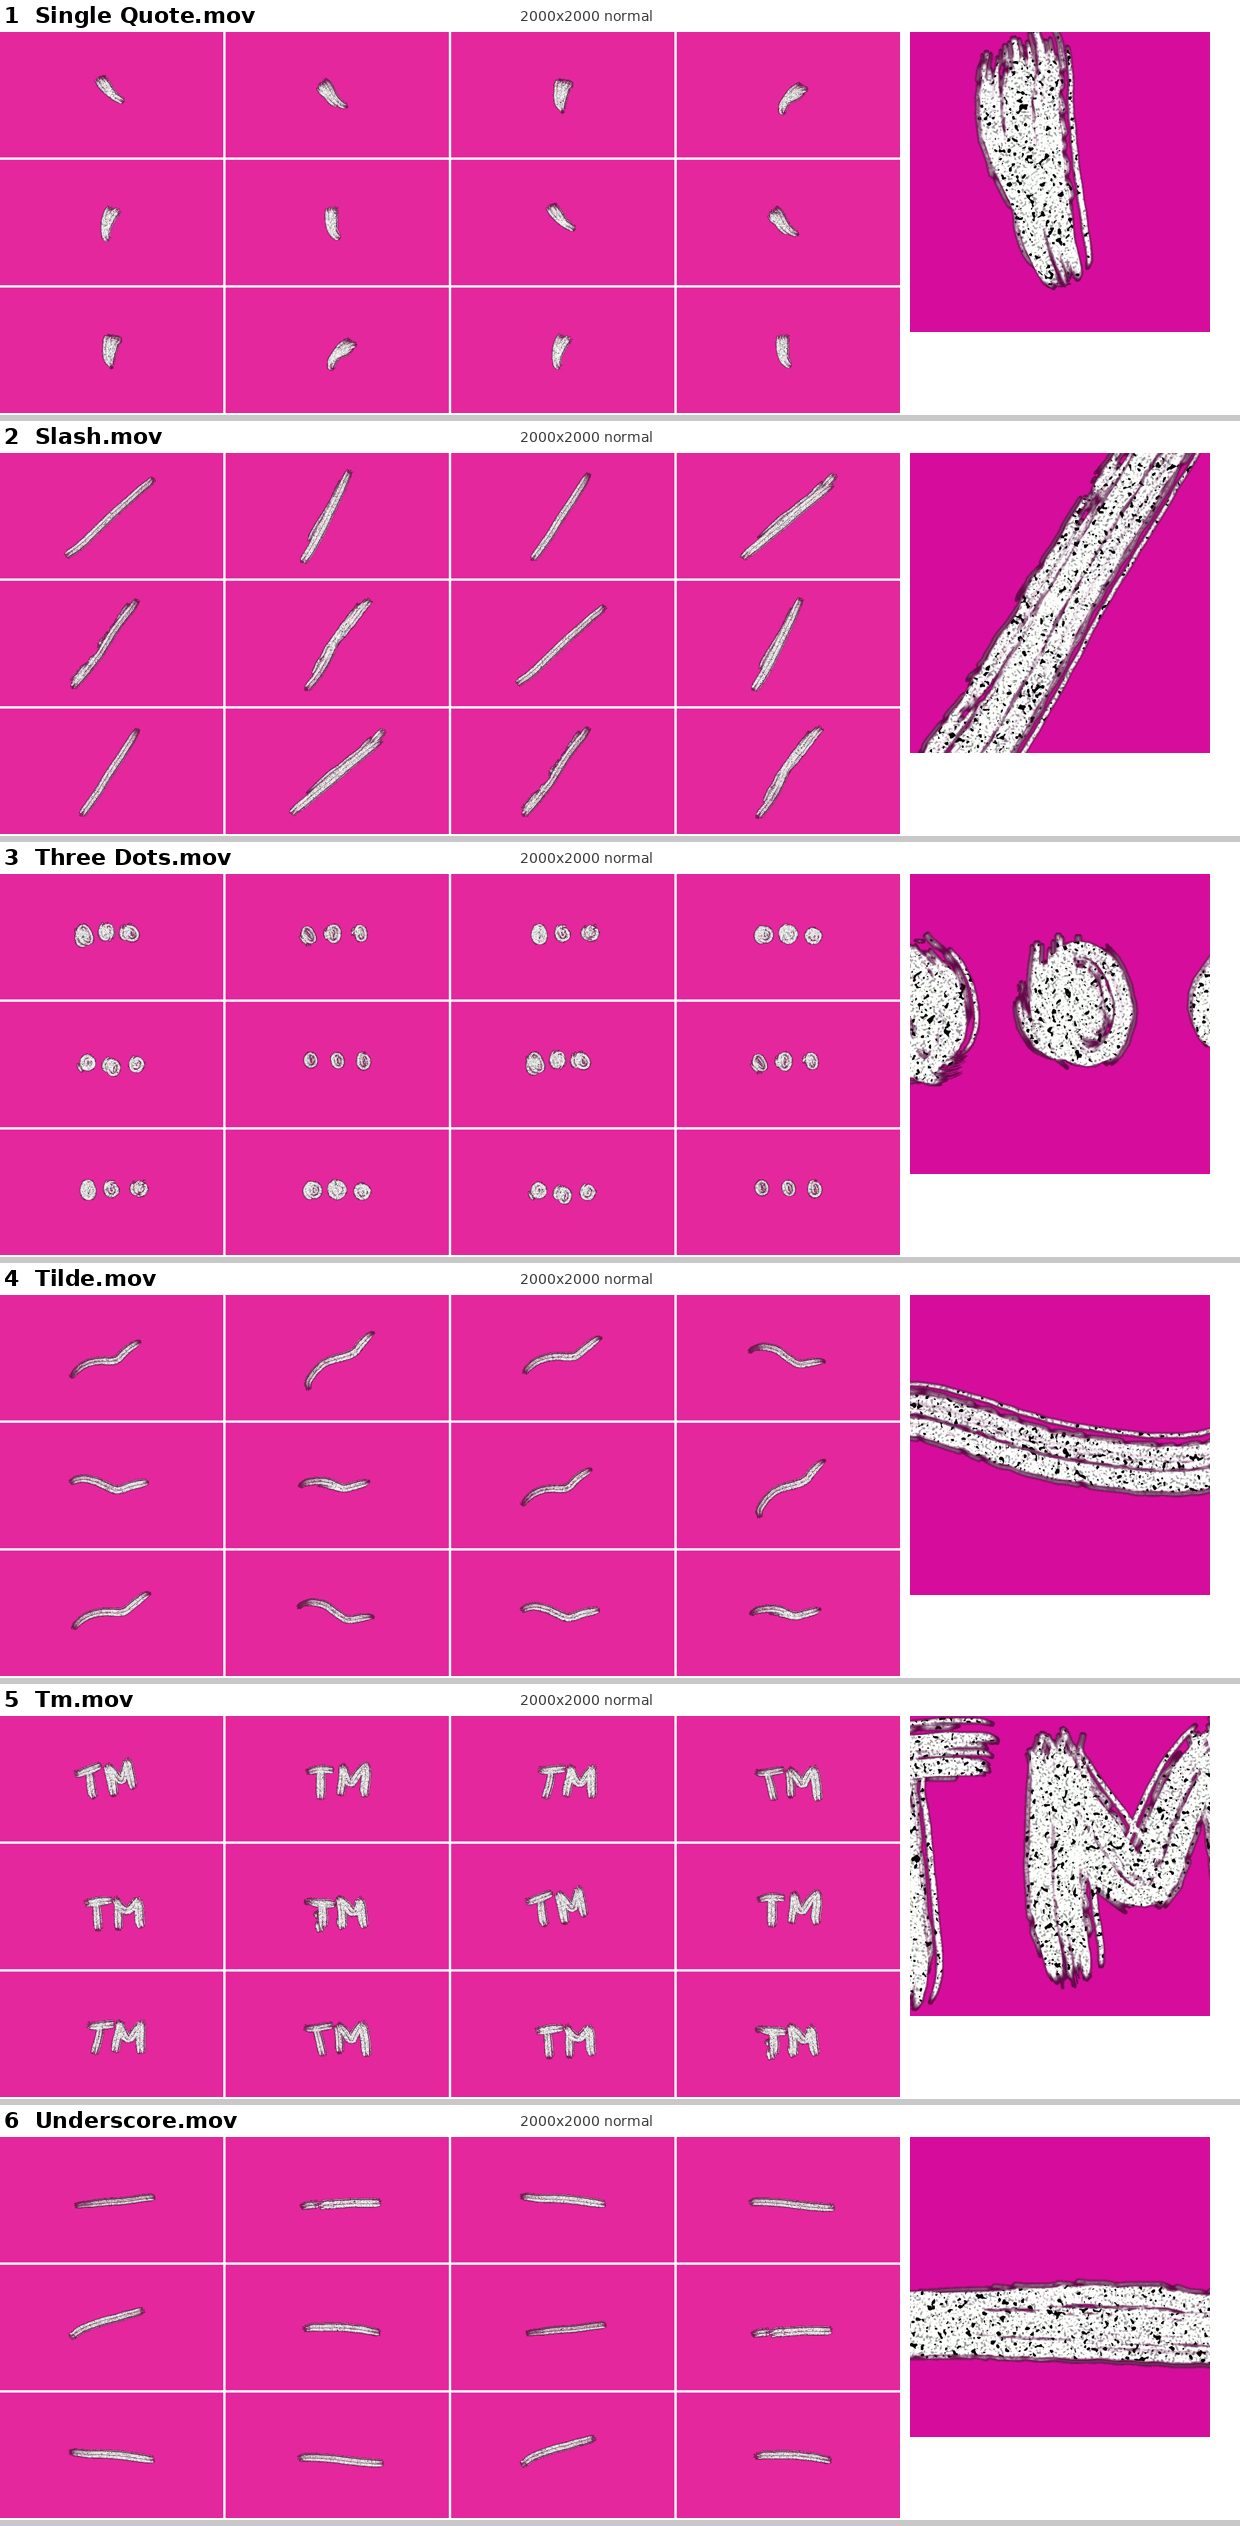 1 Single Quote.mov 2000x2000 normal
2 Slash.mov 2000x2000 normal
3 Three Dots.mov 2000x2000 normal
4 Tilde.mov 2000x2000 normal
5 Tm.mov 2000x2000 normal
TM TM TM TM
TM TM TM TM
TM TM TM TM
6 Underscore.mov 2000x2000 normal